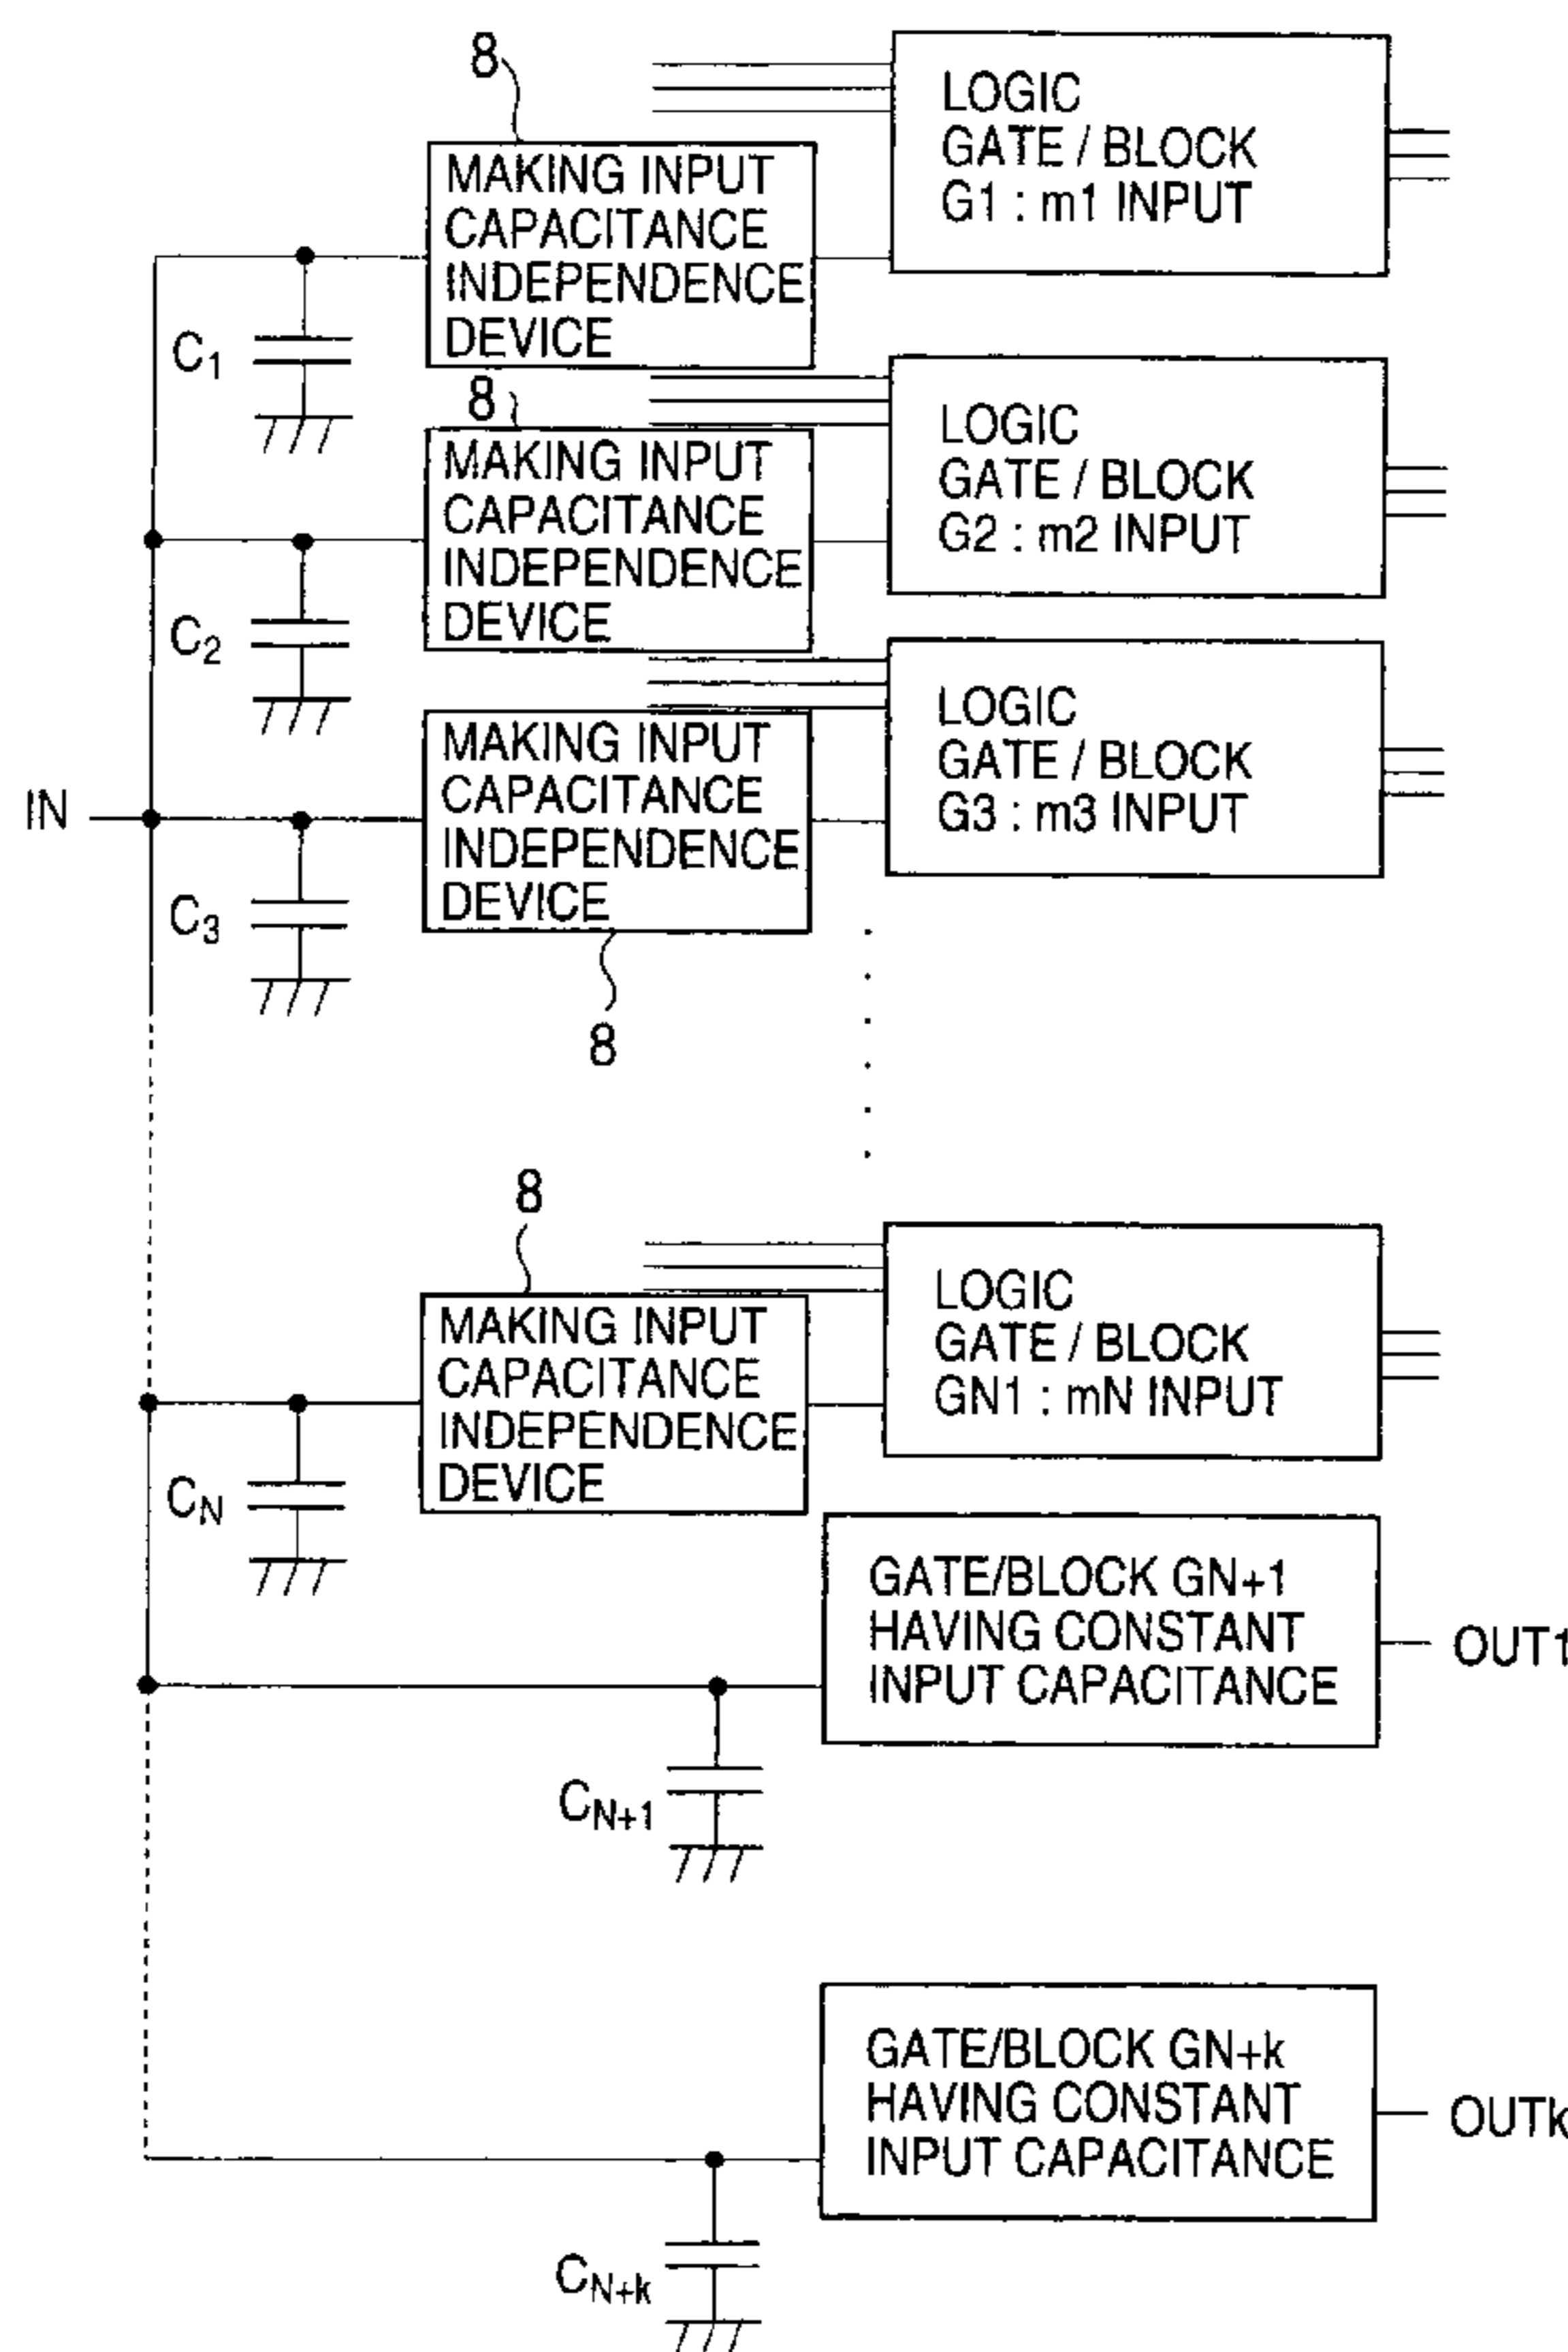 8
LOGIC
GATE / BLOCK
G1 : m1 INPUT
MAKING INPUT
CAPACITANCE
INDEPENDENCE
DEVICE
C1
8
LOGIC
GATE / BLOCK
G2 : m2 INPUT
MAKING INPUT
CAPACITANCE
INDEPENDENCE
DEVICE
C2
LOGIC
GATE / BLOCK
G3 : m3 INPUT
MAKING INPUT
CAPACITANCE
INDEPENDENCE
DEVICE
IN
C3
8
8
LOGIC
GATE / BLOCK
GN1 : mN INPUT
MAKING INPUT
CAPACITANCE
INDEPENDENCE
DEVICE
CN
GATE/BLOCK GN+1
HAVING CONSTANT
INPUT CAPACITANCE
OUT1
CN+1
GATE/BLOCK GN+k
HAVING CONSTANT
INPUT CAPACITANCE
OUTk
CN+k